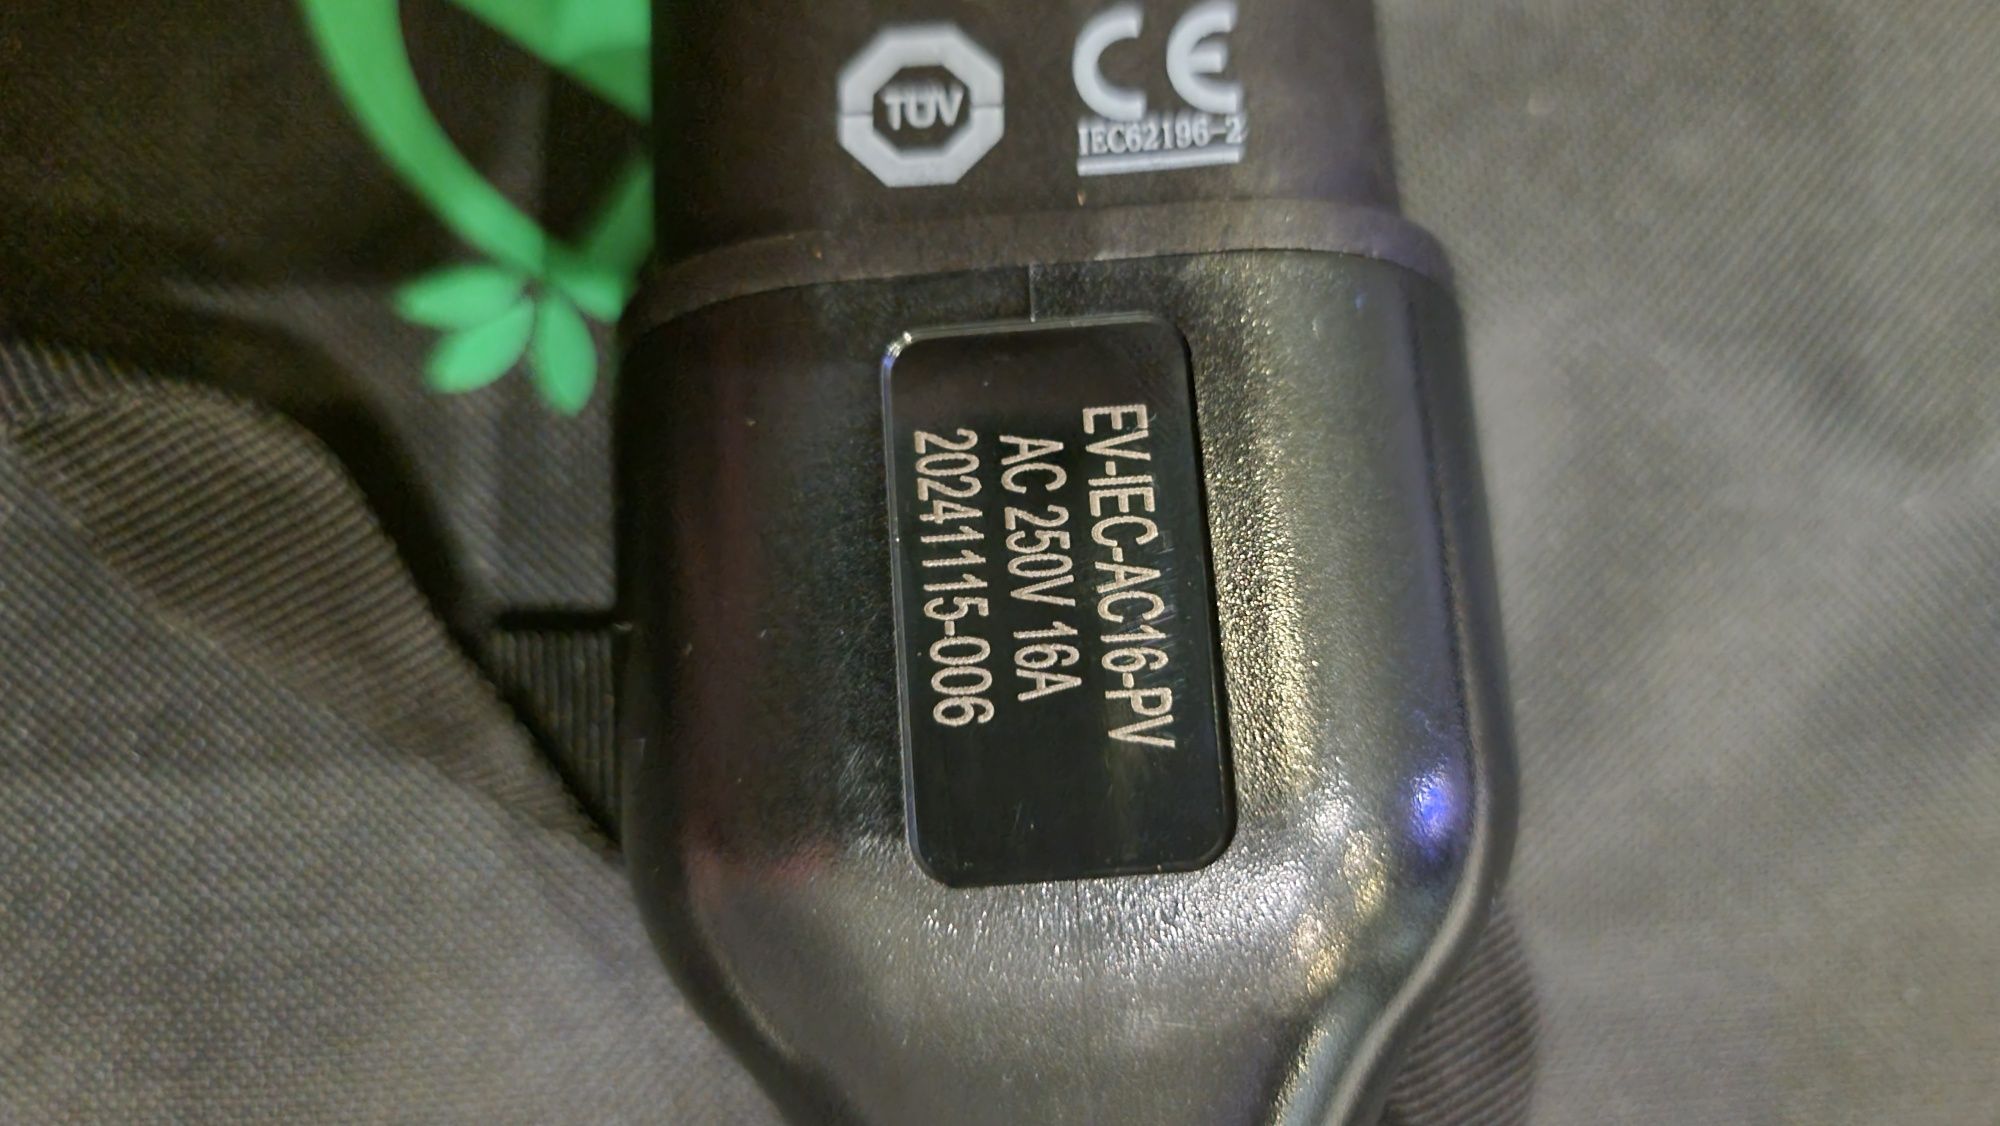 TÜV
CE
IEC62196-2
EV-IEC-AC16-PV
AC 250V 16A
20241115-006